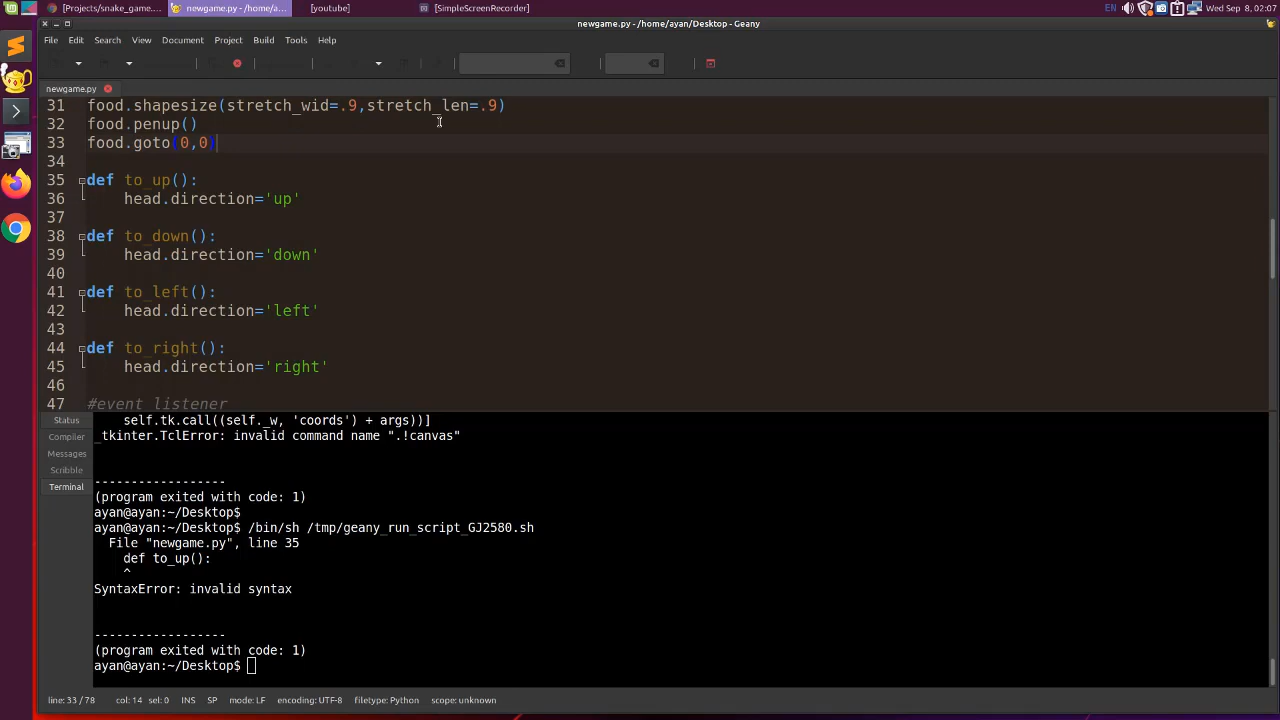 [Projects/snake_game....
newgame.py - /home/a...
[youtube]
[SimpleScreenRecorder]
EN
Wed Sep 8, 02:07
newgame.py - /home/ayan/Desktop - Geany
File Edit Search View Document Project Build Tools Help
newgame.py
31 food.shapesize(stretch_wid=.9,stretch_len=.9)
32 food.penup()
33 food.goto(0,0)
34
35 def to_up():
36 head.direction='up'
37
38 def to_down():
39 head.direction='down'
40
41 def to_left():
42 head.direction='left'
43
44 def to_right():
45 head.direction='right'
46
47 #event listener
Status
Compiler
Messages
Scribble
Terminal
self.tk.call((self._w, 'coords') + args))]
_tkinter.TclError: invalid command name ".!canvas"
------------------
(program exited with code: 1)
ayan@ayan:~/Desktop$
ayan@ayan:~/Desktop$ /bin/sh /tmp/geany_run_script_GJ2580.sh
File "newgame.py", line 35
def to_up():
^
SyntaxError: invalid syntax
------------------
(program exited with code: 1)
ayan@ayan:~/Desktop$
line: 33 / 78 col: 14 sel: 0 INS SP mode: LF encoding: UTF-8 filetype: Python scope: unknown